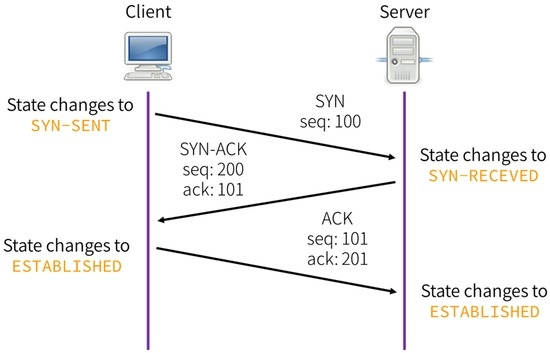 Client
Server
State changes to
SYN-SENT
SYN
seq: 100
SYN-ACK
seq: 200
ack: 101
State changes to
SYN-RECEVED
ACK
seq: 101
ack: 201
State changes to
ESTABLISHED
State changes to
ESTABLISHED